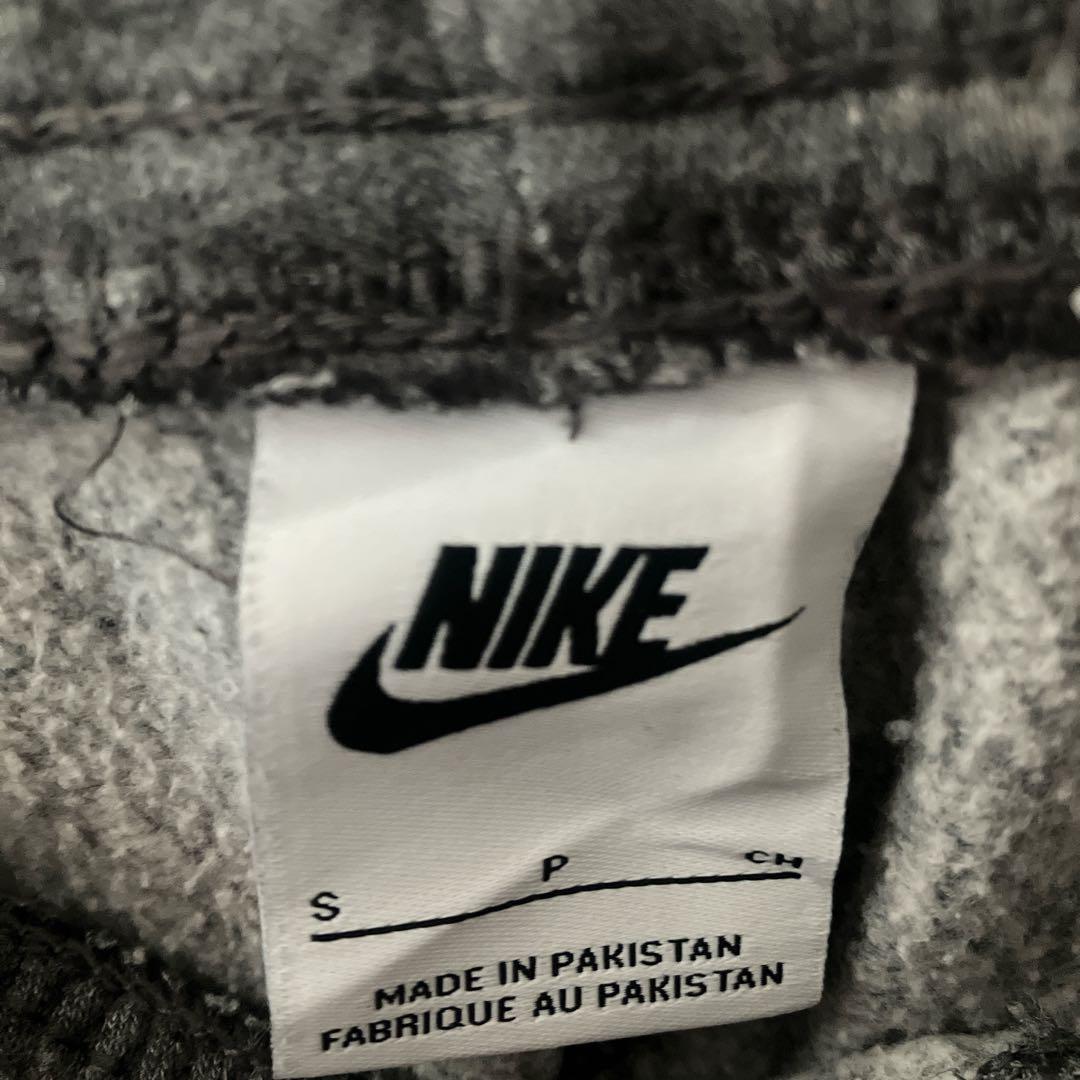 NIKE
S P CH
MADE IN PAKISTAN
FABRIQUE AU PAKISTAN